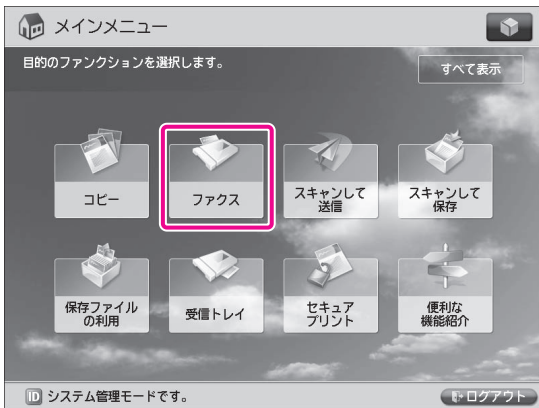 メインメニュー
目的のファンクションを選択します。
すべて表示
コピー
ファクス
スキャンして
送信
スキャンして
保存
保存ファイル
の利用
受信トレイ
セキュア
プリント
便利な
機能紹介
ID システム管理モードです。
ログアウト